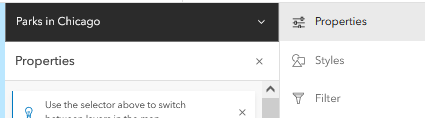 Parks in Chicago
Properties
Use the selector above to switch
between layers in the map
Properties
Styles
Filter